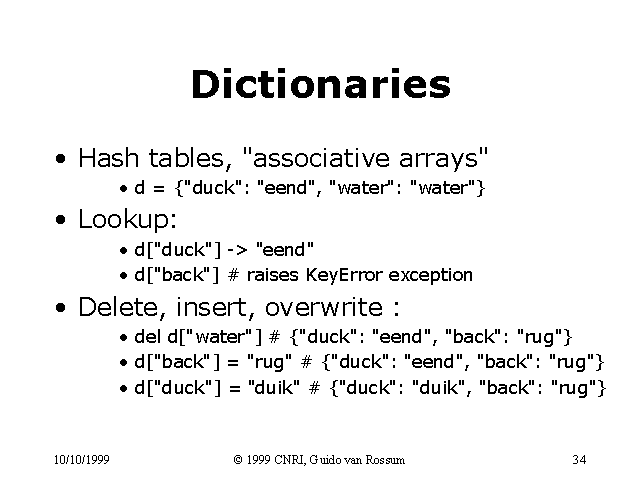 Dictionaries
• Hash tables, "associative arrays"
• d = {"duck": "eend", "water": "water"}
• Lookup:
• d["duck"] -> "eend"
• d["back"] # raises KeyError exception
• Delete, insert, overwrite :
• del d["water"] # {"duck": "eend", "back": "rug"}
• d["back"] = "rug" # {"duck": "eend", "back": "rug"}
• d["duck"] = "duik" # {"duck": "duik", "back": "rug"}
10/10/1999
© 1999 CNRI, Guido van Rossum
34